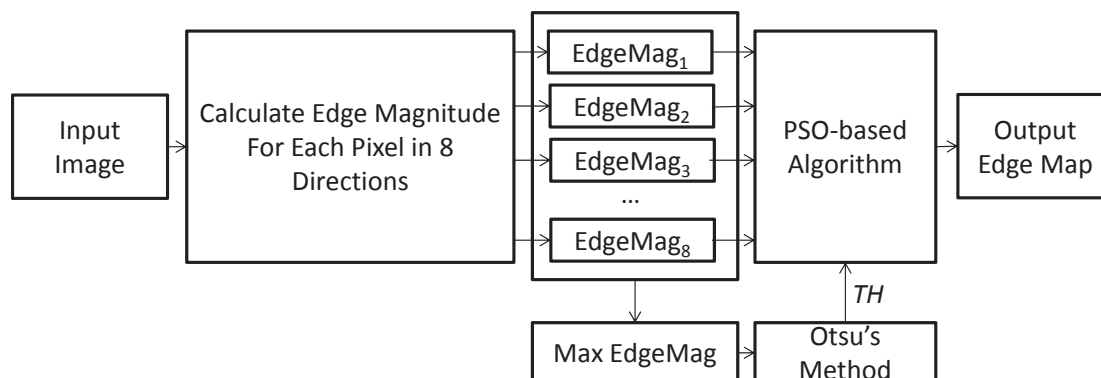 Input
Image
Calculate Edge Magnitude
For Each Pixel in 8
Directions
EdgeMag₁
EdgeMag₂
EdgeMag₃
...
EdgeMag₈
PSO-based
Algorithm
Output
Edge Map
TH
Max EdgeMag
Otsu's
Method